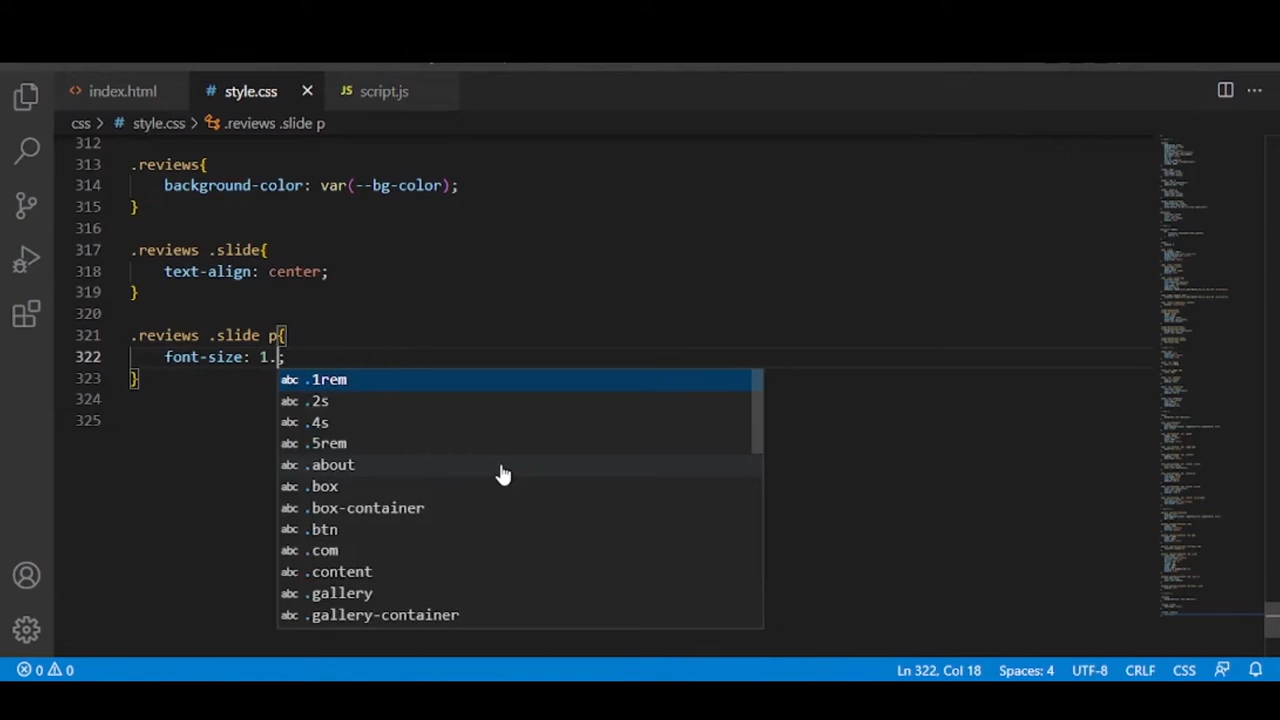 index.html
style.css
JS script.js
css > # style.css > .reviews .slide p
312
313 .reviews{
314 background-color: var(--bg-color);
315 }
316
317 .reviews .slide{
318 text-align: center;
319 }
320
321 .reviews .slide p{
322 font-size: 1.;
323 }
324
325
abc .1rem
abc .2s
abc .4s
abc .5rem
abc .about
abc .box
abc .box-container
abc .btn
abc .com
abc .content
abc .gallery
abc .gallery-container
0 0 Ln 322, Col 18 Spaces: 4 UTF-8 CRLF CSS